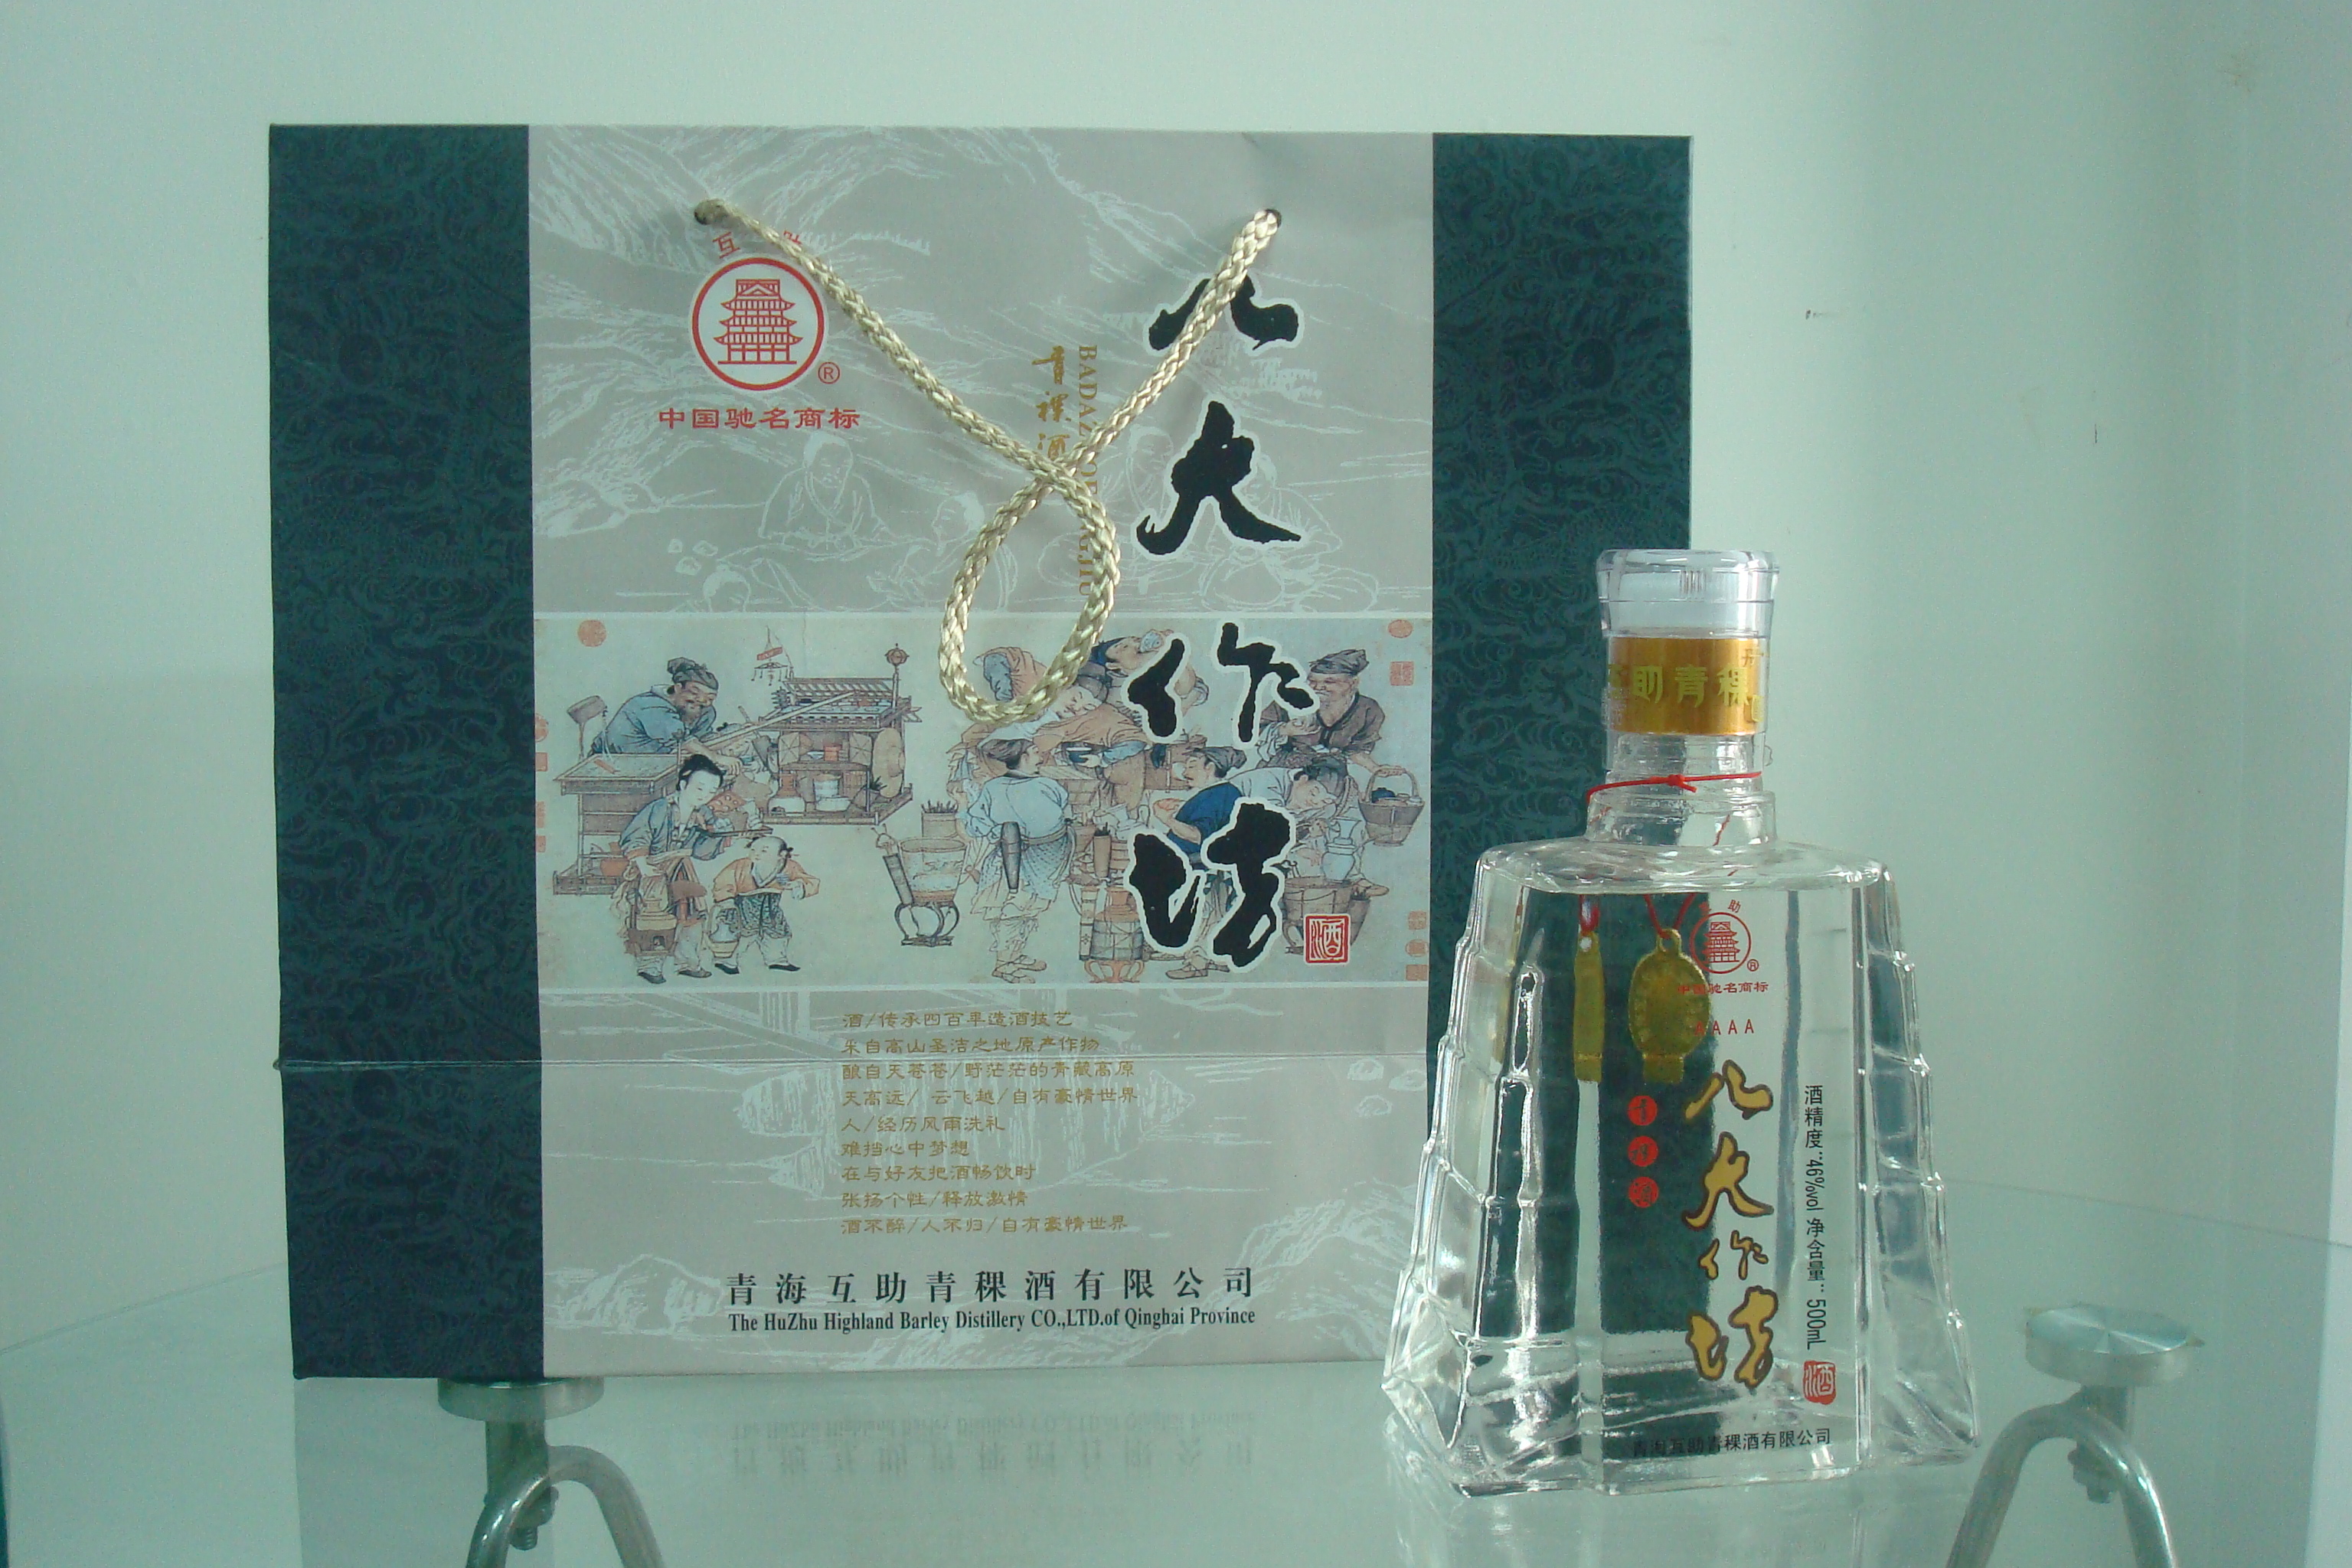 互助
®
中国驰名商标
青稞酒
八大作坊
酒
酒/传承四百年造酒技艺
来自高山圣洁之地原产作物
酿自天苍苍/野茫茫的青藏高原
天高远/ 云飞越/自有豪情世界
人/经历风雨洗礼
难挡心中梦想
在与好友把酒畅饮时
张扬个性/释放激情
酒不醉/人不归/自有豪情世界
青海互助青稞酒有限公司
The HuZhu Highland Barley Distillery CO.,LTD.of Qinghai Province
助青稞
助
®
中国驰名商标
AAAA
青稞酒
八大作坊
酒精度:46%vol 净含量: 500mL
酒
青海互助青稞酒有限公司